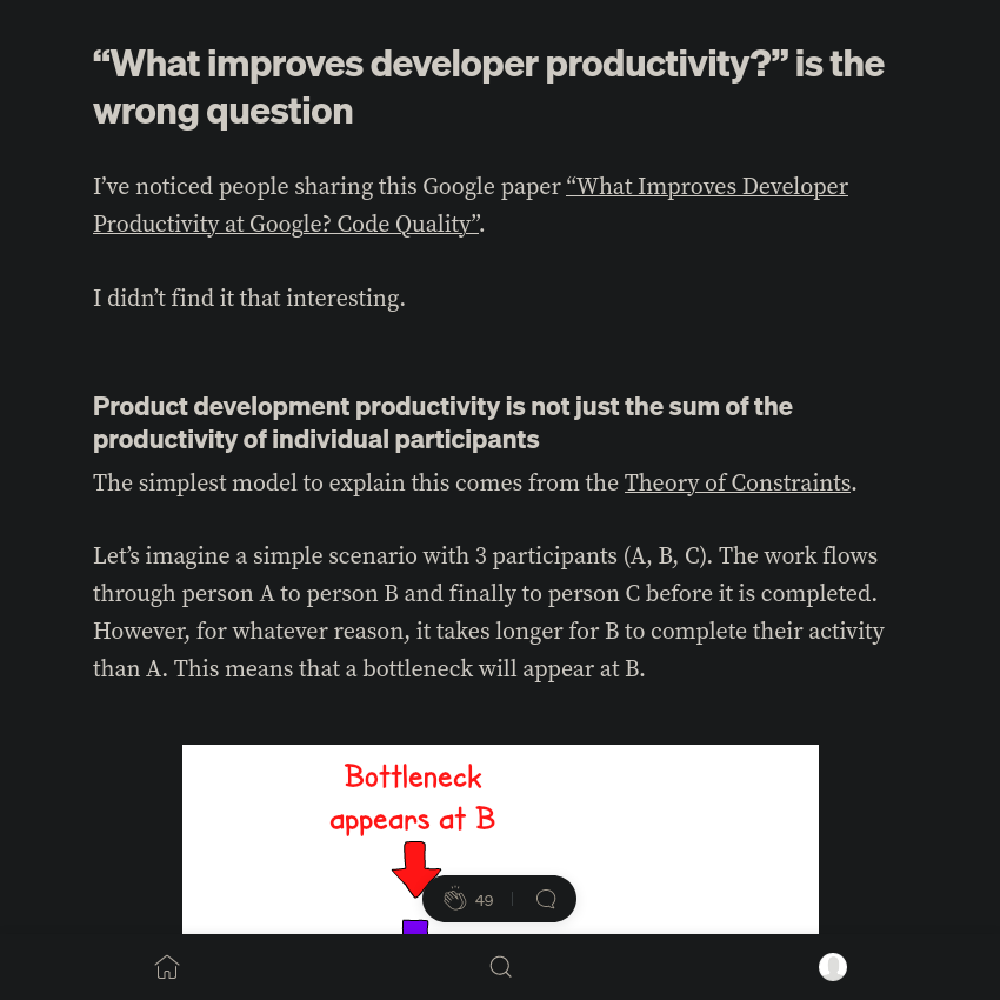 “What improves developer productivity?” is the
wrong question
I’ve noticed people sharing this Google paper “What Improves Developer
Productivity at Google? Code Quality”.
I didn’t find it that interesting.
Product development productivity is not just the sum of the
productivity of individual participants
The simplest model to explain this comes from the Theory of Constraints.
Let’s imagine a simple scenario with 3 participants (A, B, C). The work flows
through person A to person B and finally to person C before it is completed.
However, for whatever reason, it takes longer for B to complete their activity
than A. This means that a bottleneck will appear at B.
Bottleneck
appears at B
49